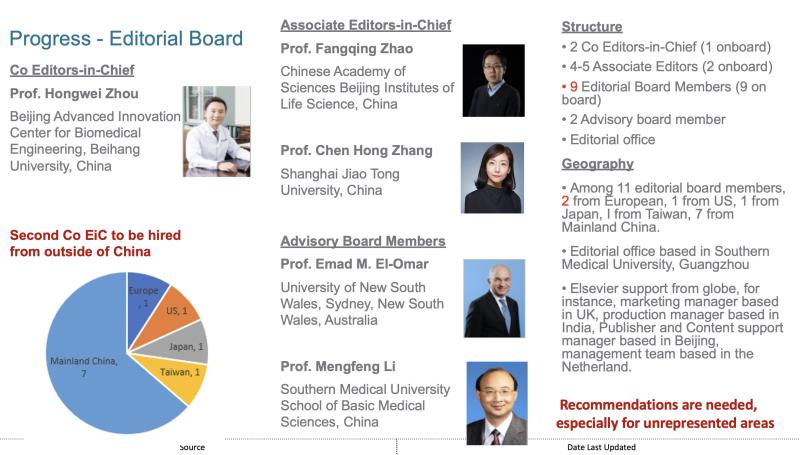 Progress - Editorial Board
Co Editors-in-Chief
Prof. Hongwei Zhou
Beijing Advanced Innovation
Center for Biomedical
Engineering, Beihang
University, China
Second Co EiC to be hired
from outside of China
Europe
, 1
US, 1
Japan, 1
Taiwan, 1
Mainland China,
7
Associate Editors-in-Chief
Prof. Fangqing Zhao
Chinese Academy of
Sciences Beijing Institutes of
Life Science, China
Prof. Chen Hong Zhang
Shanghai Jiao Tong
University, China
Advisory Board Members
Prof. Emad M. El-Omar
University of New South
Wales, Sydney, New South
Wales, Australia
Prof. Mengfeng Li
Southern Medical University
School of Basic Medical
Sciences, China
Structure
• 2 Co Editors-in-Chief (1 onboard)
• 4-5 Associate Editors (2 onboard)
• 9 Editorial Board Members (9 on
board)
• 2 Advisory board member
• Editorial office
Geography
• Among 11 editorial board members,
2 from European, 1 from US, 1 from
Japan, I from Taiwan, 7 from
Mainland China.
• Editorial office based in Southern
Medical University, Guangzhou
• Elsevier support from globe, for
instance, marketing manager based
in UK, production manager based in
India, Publisher and Content support
manager based in Beijing,
management team based in the
Netherland.
Recommendations are needed,
especially for unrepresented areas
Source
Date Last Updated